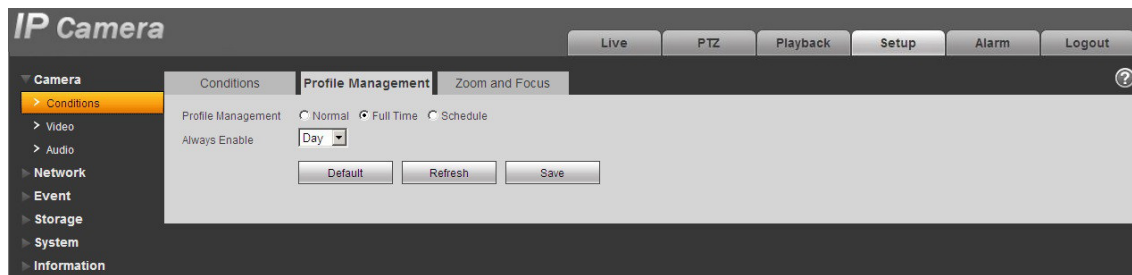 IP Camera
Live PTZ Playback Setup Alarm Logout
Camera
Conditions
Video
Audio
Network
Event
Storage
System
Information
Conditions Profile Management Zoom and Focus
?
Profile Management Normal Full Time Schedule
Always Enable Day
Default Refresh Save